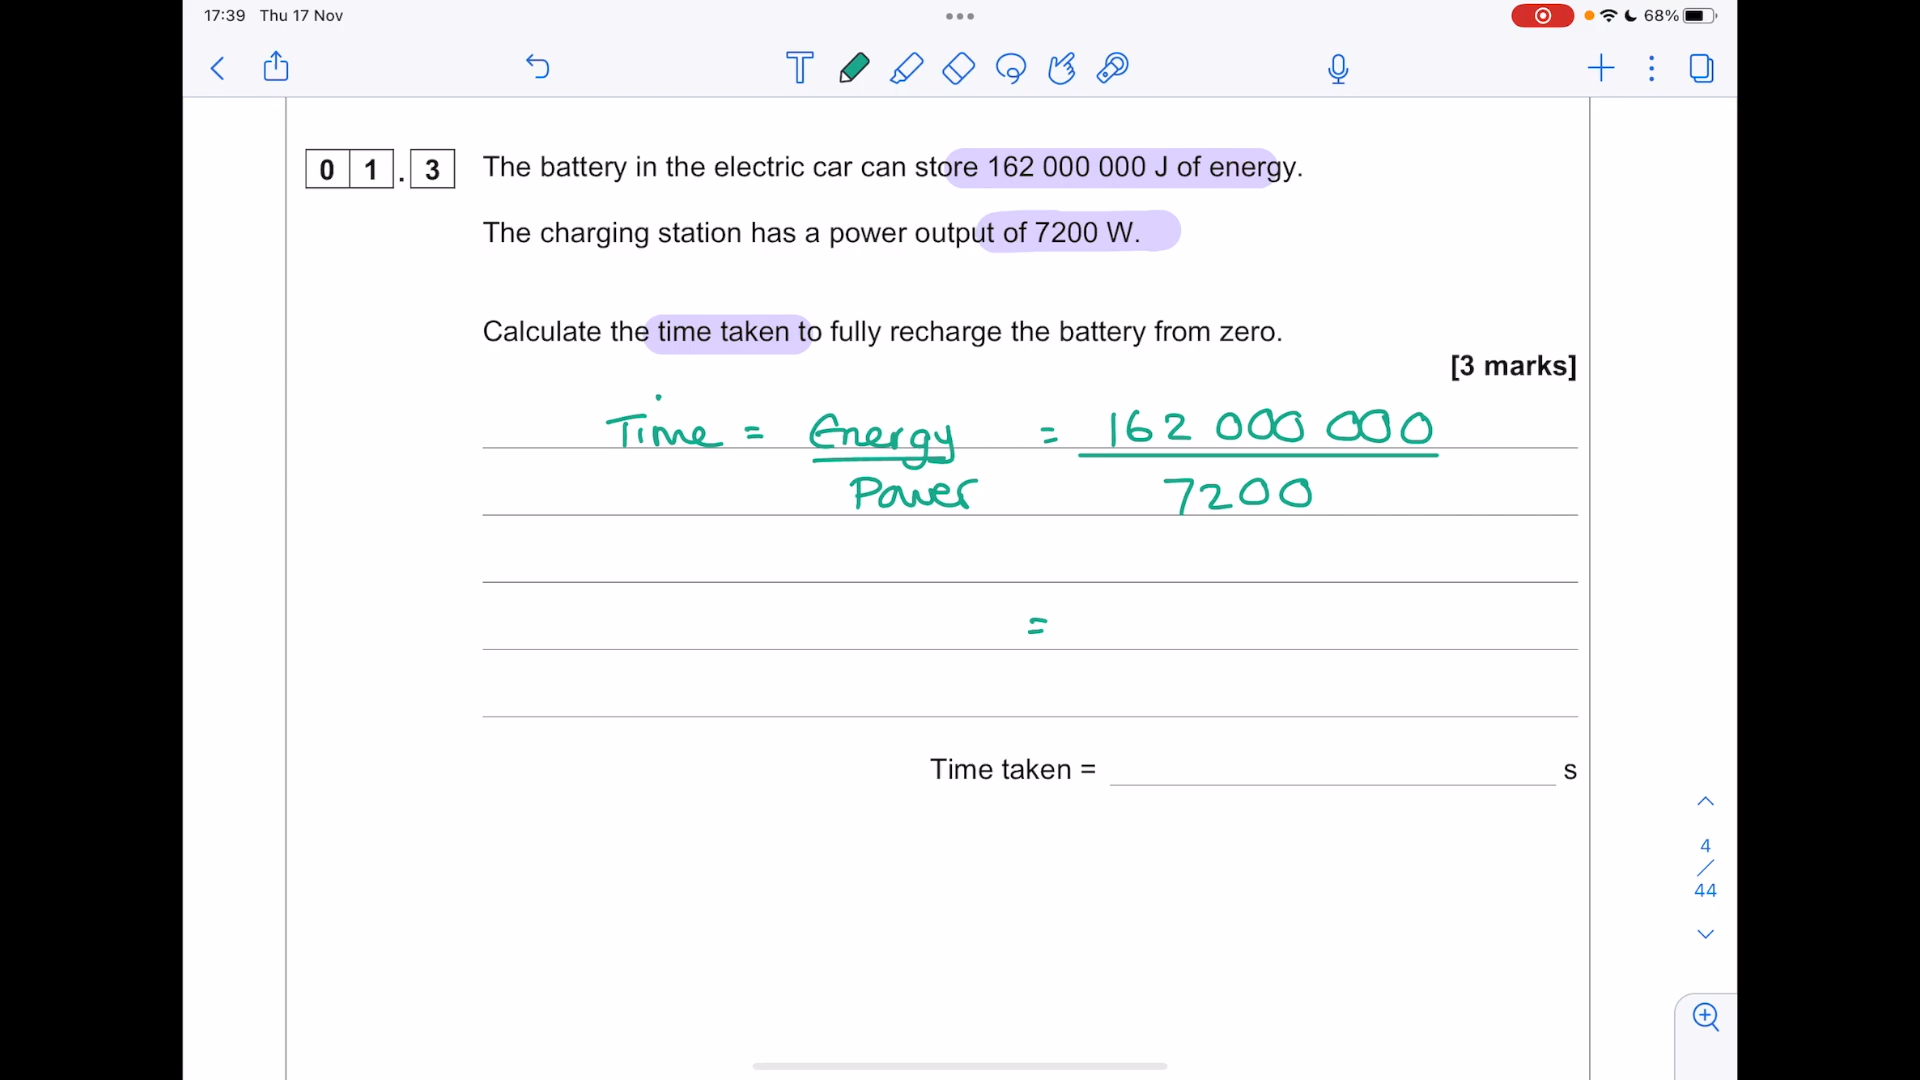 17:39 Thu 17 Nov
68%
T
01.3 The battery in the electric car can store 162 000 000 J of energy.
The charging station has a power output of 7200 W.
Calculate the time taken to fully recharge the battery from zero.
[3 marks]
Time = Energy = 162 000 000
Power 7200
=
Time taken = s
4
/
44